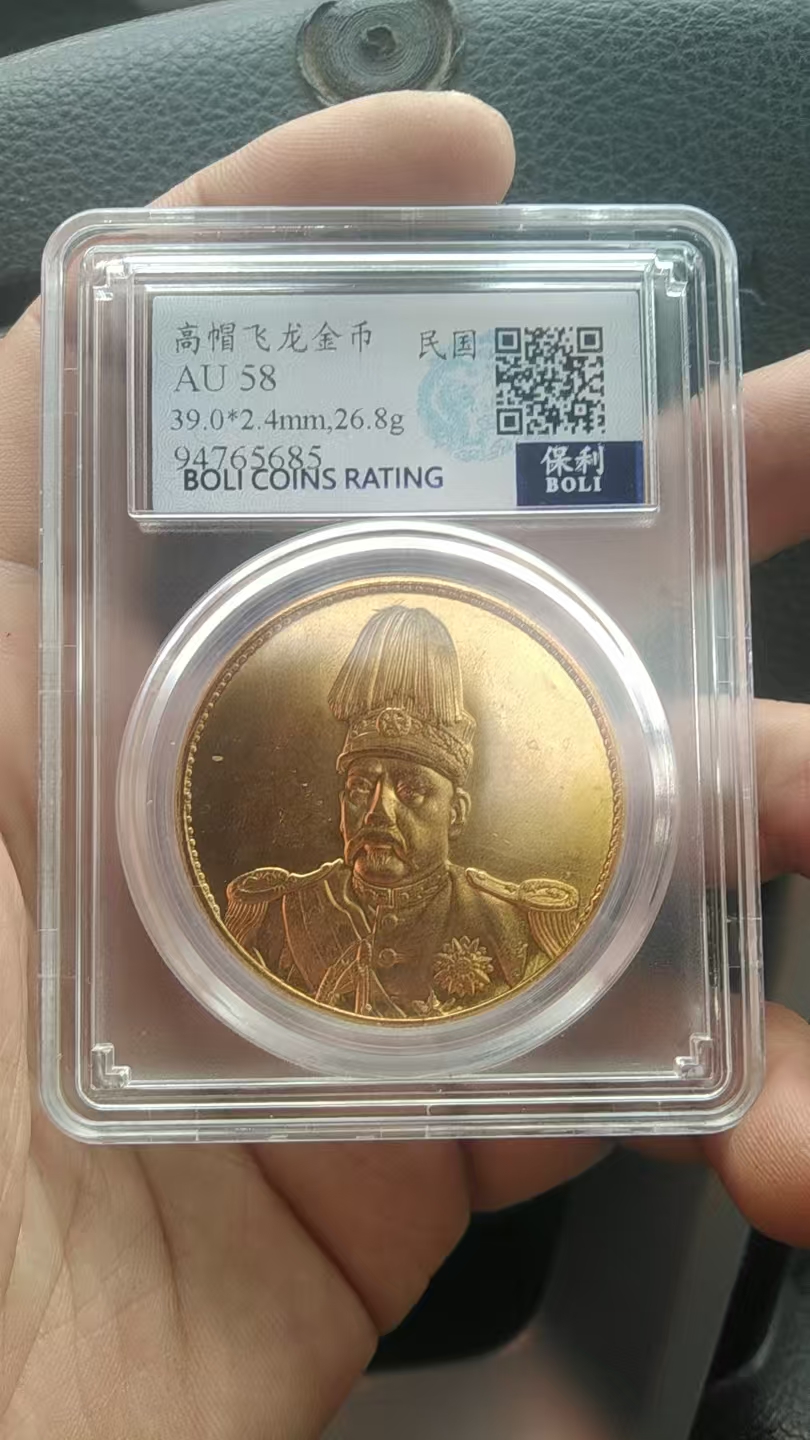 高帽飞龙金币 民国
AU 58
39.0*2.4mm,26.8g
94765685
BOLI COINS RATING
保利
BOLI